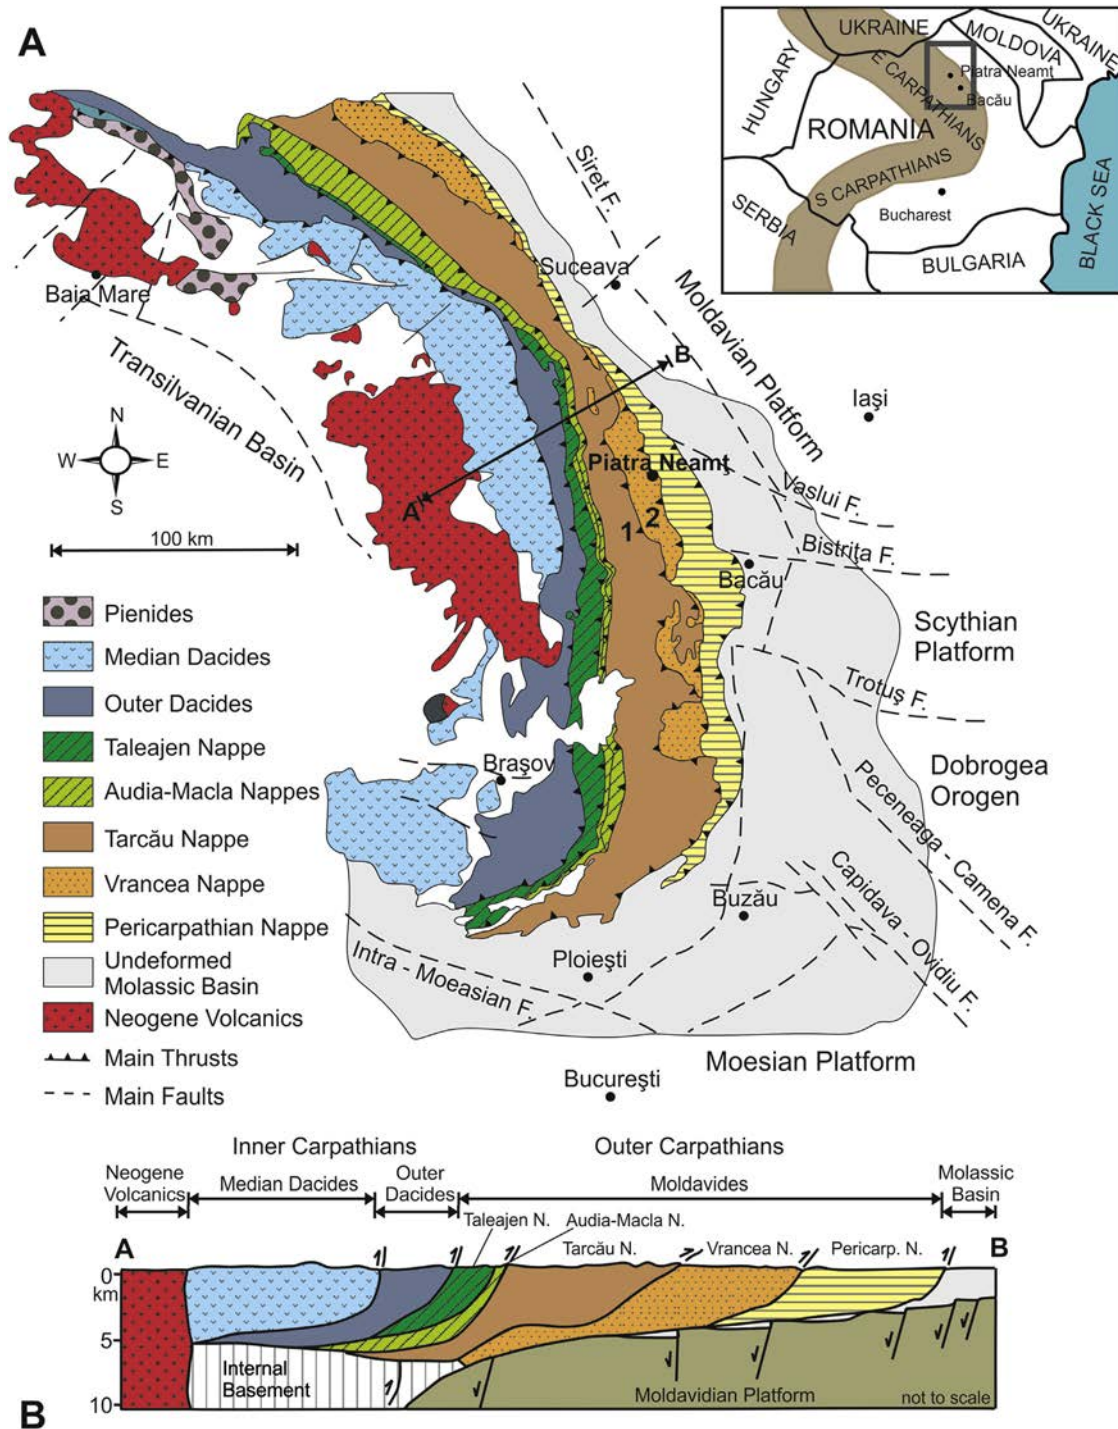 A
UKRAINE
MOLDOVA
UKRAINE
HUNGARY
E CARPATHIANS
Piatra Neamt
Bacău
ROMANIA
S CARPATHIANS
SERBIA
Bucharest
BULGARIA
BLACK SEA
Siret F.
Suceava
Baia Mare
Moldavian Platform
B
Iaşi
Transilvanian Basin
N
W
E
S
Piatra Neamţ
A
1
2
Vaslui F.
100 km
Bistriţa F.
Bacău
Scythian
Platform
Trotuş F.
Braşov
Dobrogea
Orogen
Peceneaga - Camena F.
Capidava - Ovidiu F.
Buzău
Ploieşti
Intra - Moeasian F.
Moesian Platform
Bucureşti
Pienides
Median Dacides
Outer Dacides
Taleajen Nappe
Audia-Macla Nappes
Tarcău Nappe
Vrancea Nappe
Pericarpathian Nappe
Undeformed
Molassic Basin
Neogene Volcanics
Main Thrusts
Main Faults
Inner Carpathians
Outer Carpathians
Neogene
Volcanics
Median Dacides
Outer
Dacides
Moldavides
Molassic
Basin
Taleajen N.
Audia-Macla N.
A
Tarcău N.
Vrancea N.
Pericarp. N.
B
0
km
5
10
Internal
Basement
Moldavidian Platform
not to scale
B